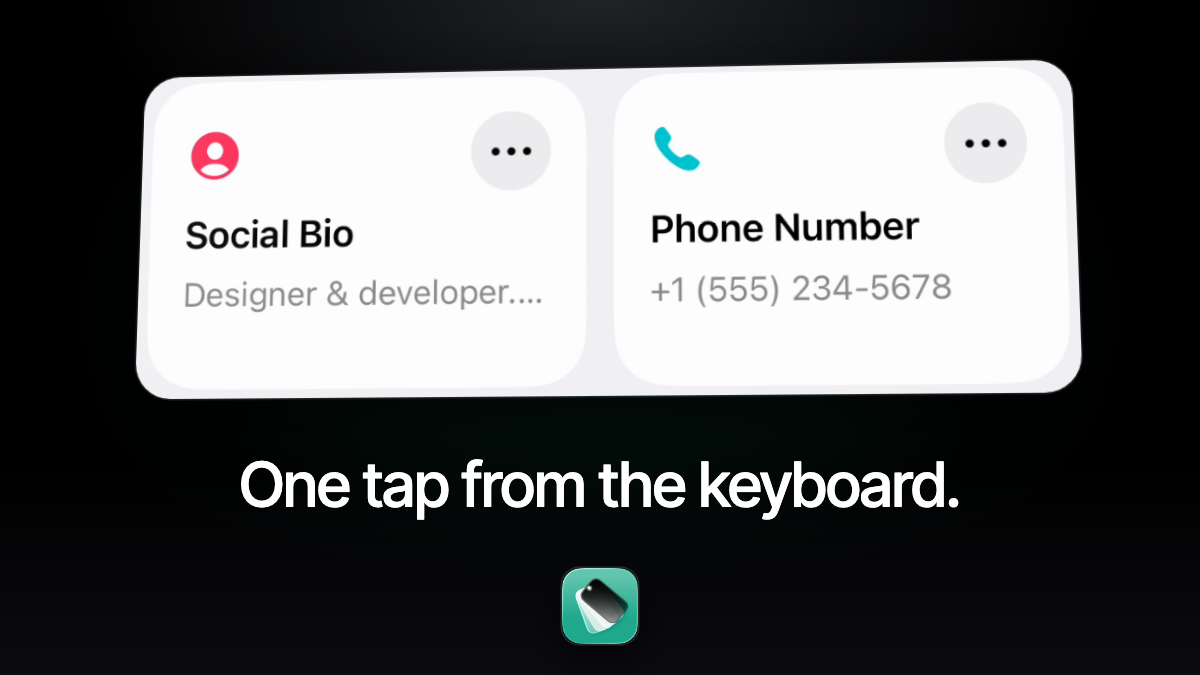 Social Bio
Designer & developer....
Phone Number
+1 (555) 234-5678
One tap from the keyboard.